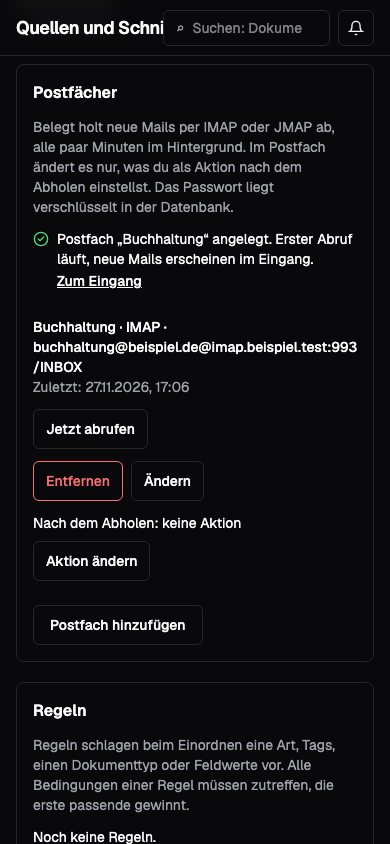 Quellen und Schni
Suchen: Dokume
Postfächer
Belegt holt neue Mails per IMAP oder JMAP ab,
alle paar Minuten im Hintergrund. Im Postfach
ändert es nur, was du als Aktion nach dem
Abholen einstellst. Das Passwort liegt
verschlüsselt in der Datenbank.
Postfach „Buchhaltung“ angelegt. Erster Abruf
läuft, neue Mails erscheinen im Eingang.
Zum Eingang
Buchhaltung · IMAP ·
buchhaltung@beispiel.de@imap.beispiel.test:993
/INBOX
Zuletzt: 27.11.2026, 17:06
Jetzt abrufen
Entfernen
Ändern
Nach dem Abholen: keine Aktion
Aktion ändern
Postfach hinzufügen
Regeln
Regeln schlagen beim Einordnen eine Art, Tags,
einen Dokumenttyp oder Feldwerte vor. Alle
Bedingungen einer Regel müssen zutreffen, die
erste passende gewinnt.
Noch keine Regeln.